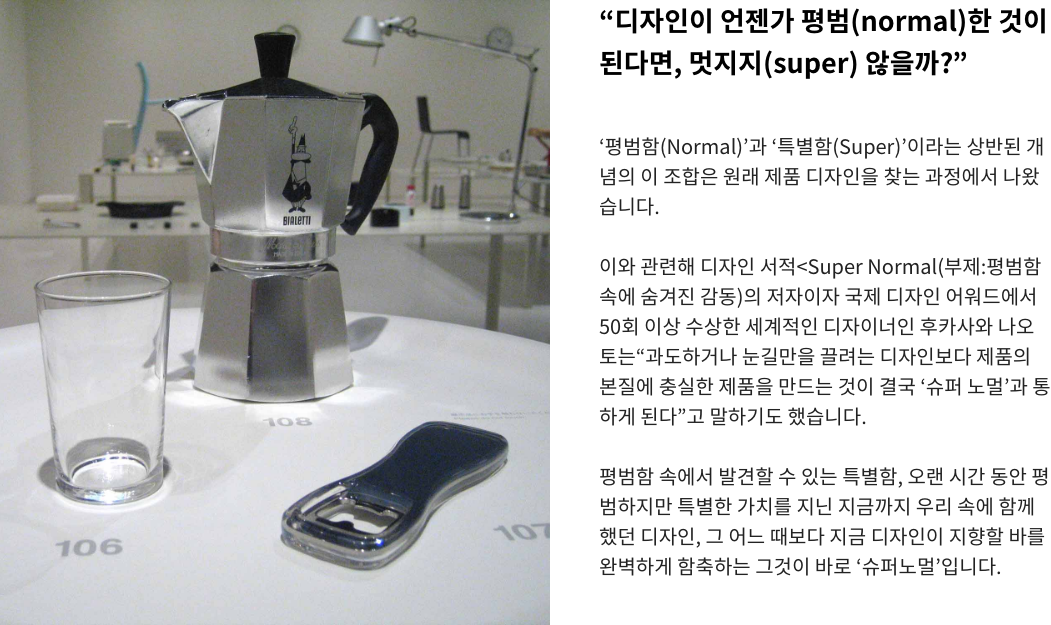 BIALETTI
108
106
107
“디자인이 언젠가 평범(normal)한 것이
된다면, 멋지지(super) 않을까?”
‘평범함(Normal)’과 ‘특별함(Super)’이라는 상반된 개
념의 이 조합은 원래 제품 디자인을 찾는 과정에서 나왔
습니다.
이와 관련해 디자인 서적<Super Normal(부제:평범함
속에 숨겨진 감동)의 저자이자 국제 디자인 어워드에서
50회 이상 수상한 세계적인 디자이너인 후카사와 나오
토는“과도하거나 눈길만을 끌려는 디자인보다 제품의
본질에 충실한 제품을 만드는 것이 결국 ‘슈퍼 노멀’과 통
하게 된다”고 말하기도 했습니다.
평범함 속에서 발견할 수 있는 특별함, 오랜 시간 동안 평
범하지만 특별한 가치를 지닌 지금까지 우리 속에 함께
했던 디자인, 그 어느 때보다 지금 디자인이 지향할 바를
완벽하게 함축하는 그것이 바로 ‘슈퍼노멀’입니다.